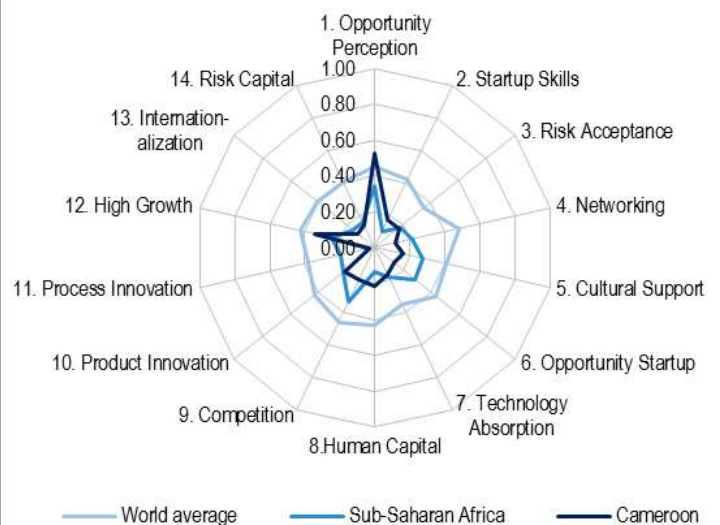 1. Opportunity
Perception
1.00
14. Risk Capital
2. Startup Skills
0.80
13. Internation-
alization
3. Risk Acceptance
0.60
0.40
12. High Growth
4. Networking
0.20
0.00
11. Process Innovation
5. Cultural Support
10. Product Innovation
6. Opportunity Startup
9. Competition
7. Technology
Absorption
8.Human Capital
World average
Sub-Saharan Africa
Cameroon